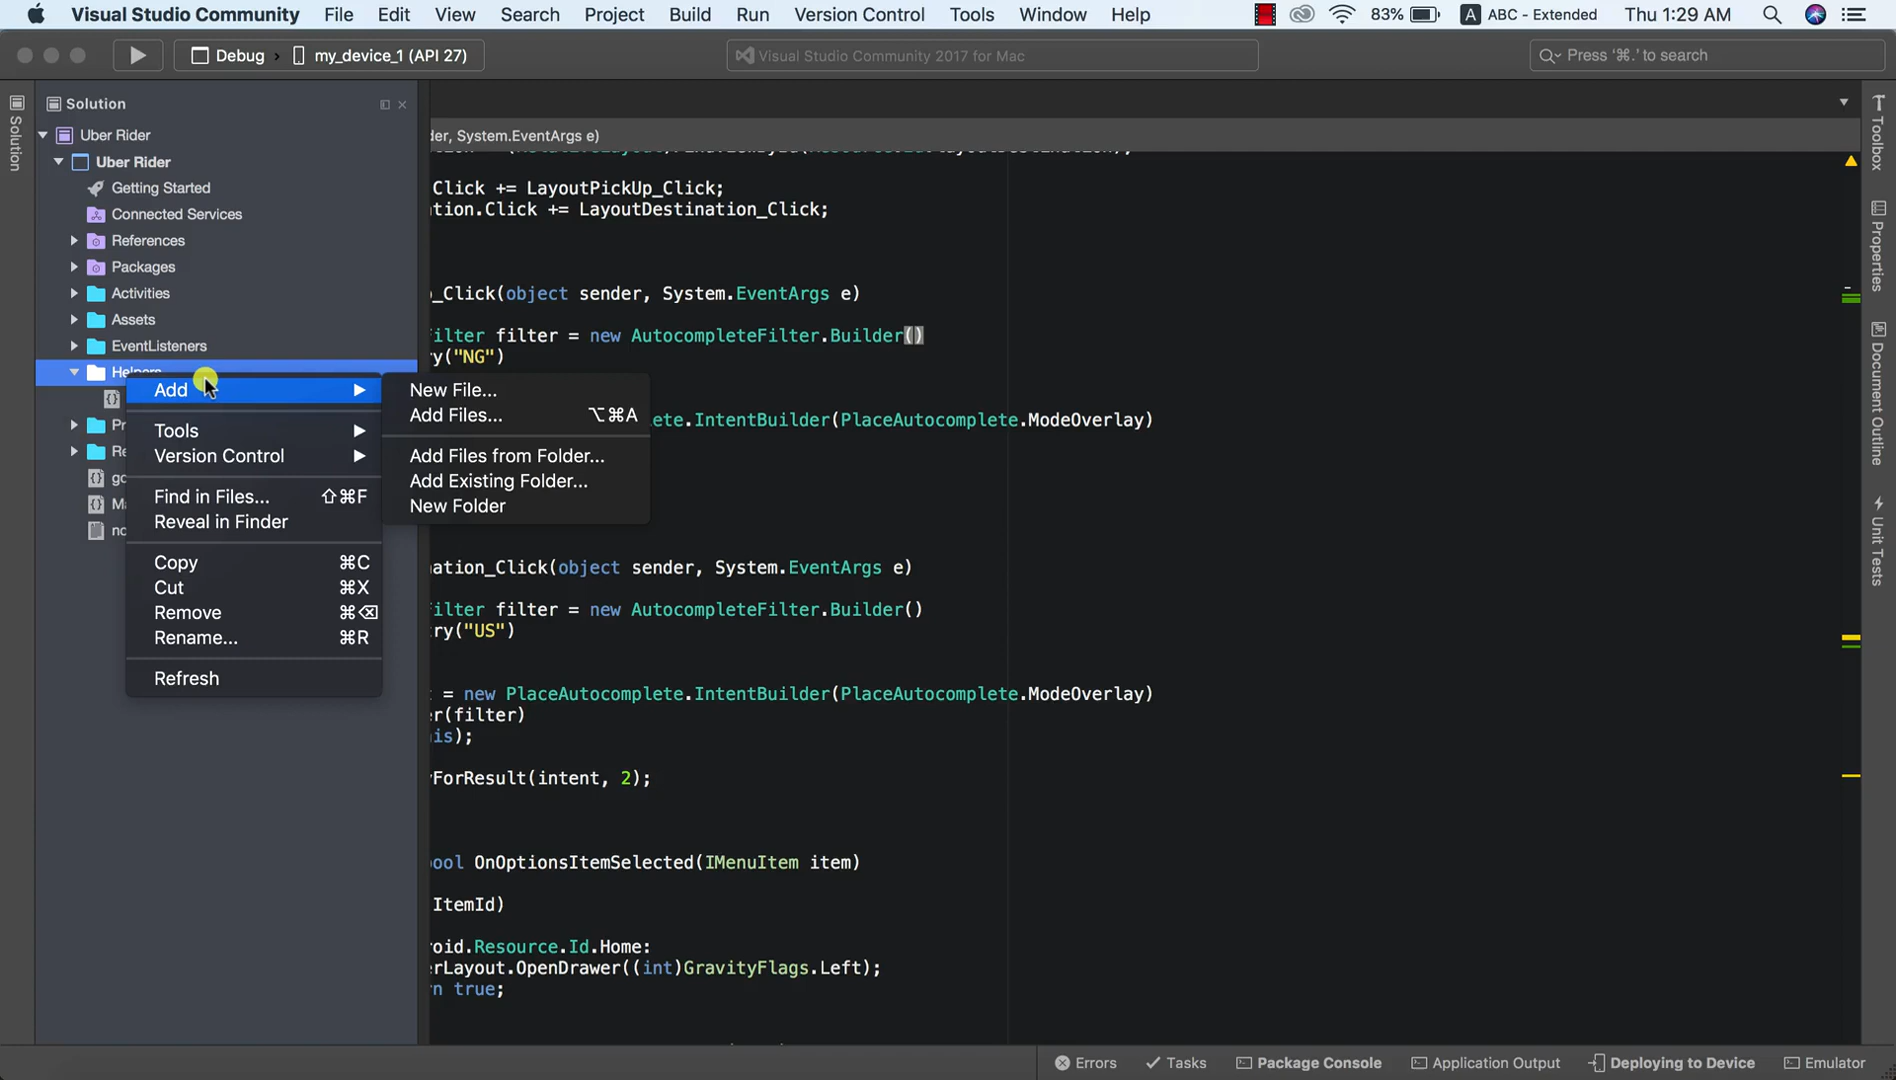 Visual Studio Community File Edit View Search Project Build Run Version Control Tools Window Help 83% A ABC - Extended Thu 1:29 AM
Debug › my_device_1 (API 27) Visual Studio Community 2017 for Mac Press '⌘.' to search
Solution
Solution
Uber Rider
Uber Rider
Getting Started
Connected Services
References
Packages
Activities
Assets
EventListeners
Helpers
Add
Tools
Version Control
Find in Files... ⇧⌘F
Reveal in Finder
Copy ⌘C
Cut ⌘X
Remove ⌘⌫
Rename... ⌘R
Refresh
New File...
Add Files... ⌥⌘A
Add Files from Folder...
Add Existing Folder...
New Folder
der, System.EventArgs e)
Click += LayoutPickUp_Click;
tion.Click += LayoutDestination_Click;
_Click(object sender, System.EventArgs e)
filter = new AutocompleteFilter.Builder()
ry("NG")
te.IntentBuilder(PlaceAutocomplete.ModeOverlay)
nation_Click(object sender, System.EventArgs e)
filter = new AutocompleteFilter.Builder()
ry("US")
= new PlaceAutocomplete.IntentBuilder(PlaceAutocomplete.ModeOverlay)
er(filter)
is);
ForResult(intent, 2);
ool OnOptionsItemSelected(IMenuItem item)
ItemId)
roid.Resource.Id.Home:
erLayout.OpenDrawer((int)GravityFlags.Left);
n true;
Toolbox
Properties
Document Outline
Unit Tests
Errors Tasks Package Console Application Output Deploying to Device Emulator